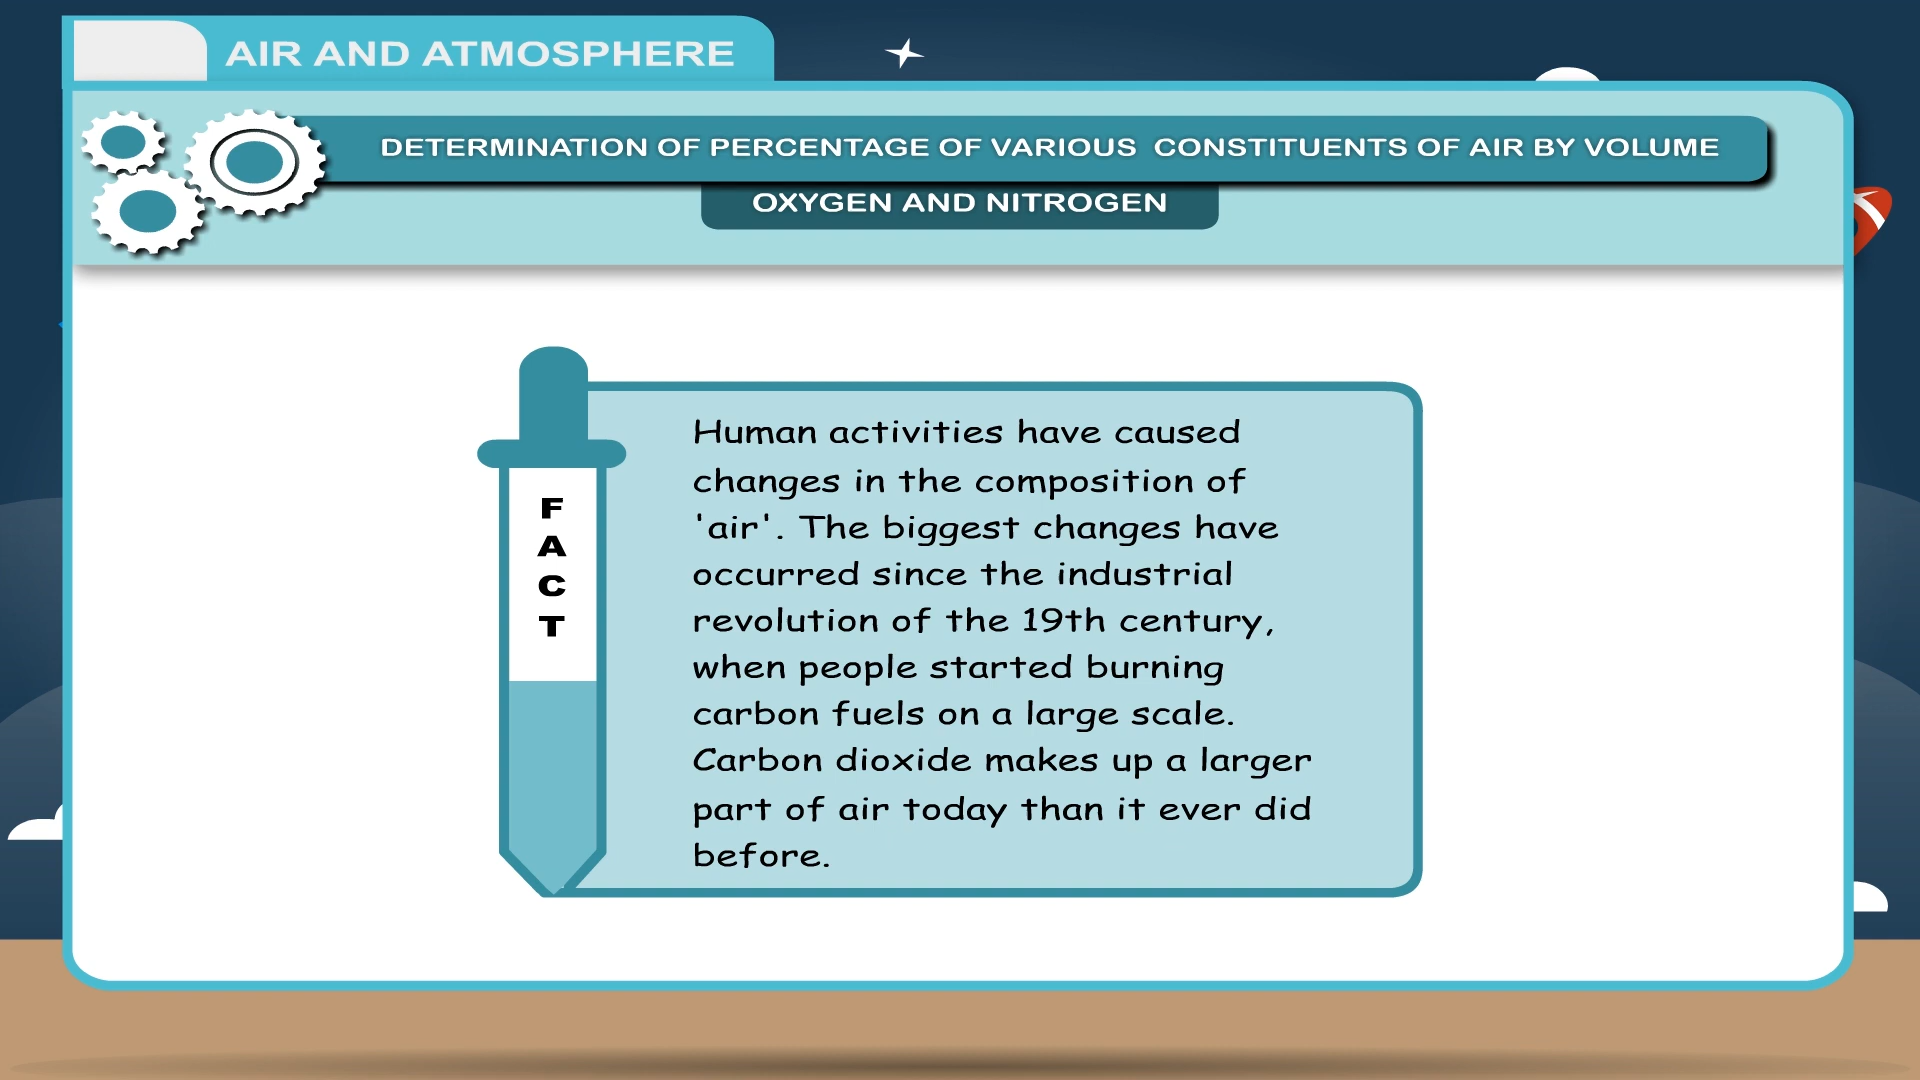 AIR AND ATMOSPHERE
DETERMINATION OF PERCENTAGE OF VARIOUS CONSTITUENTS OF AIR BY VOLUME
OXYGEN AND NITROGEN
F
A
C
T
Human activities have caused
changes in the composition of
'air'. The biggest changes have
occurred since the industrial
revolution of the 19th century,
when people started burning
carbon fuels on a large scale.
Carbon dioxide makes up a larger
part of air today than it ever did
before.